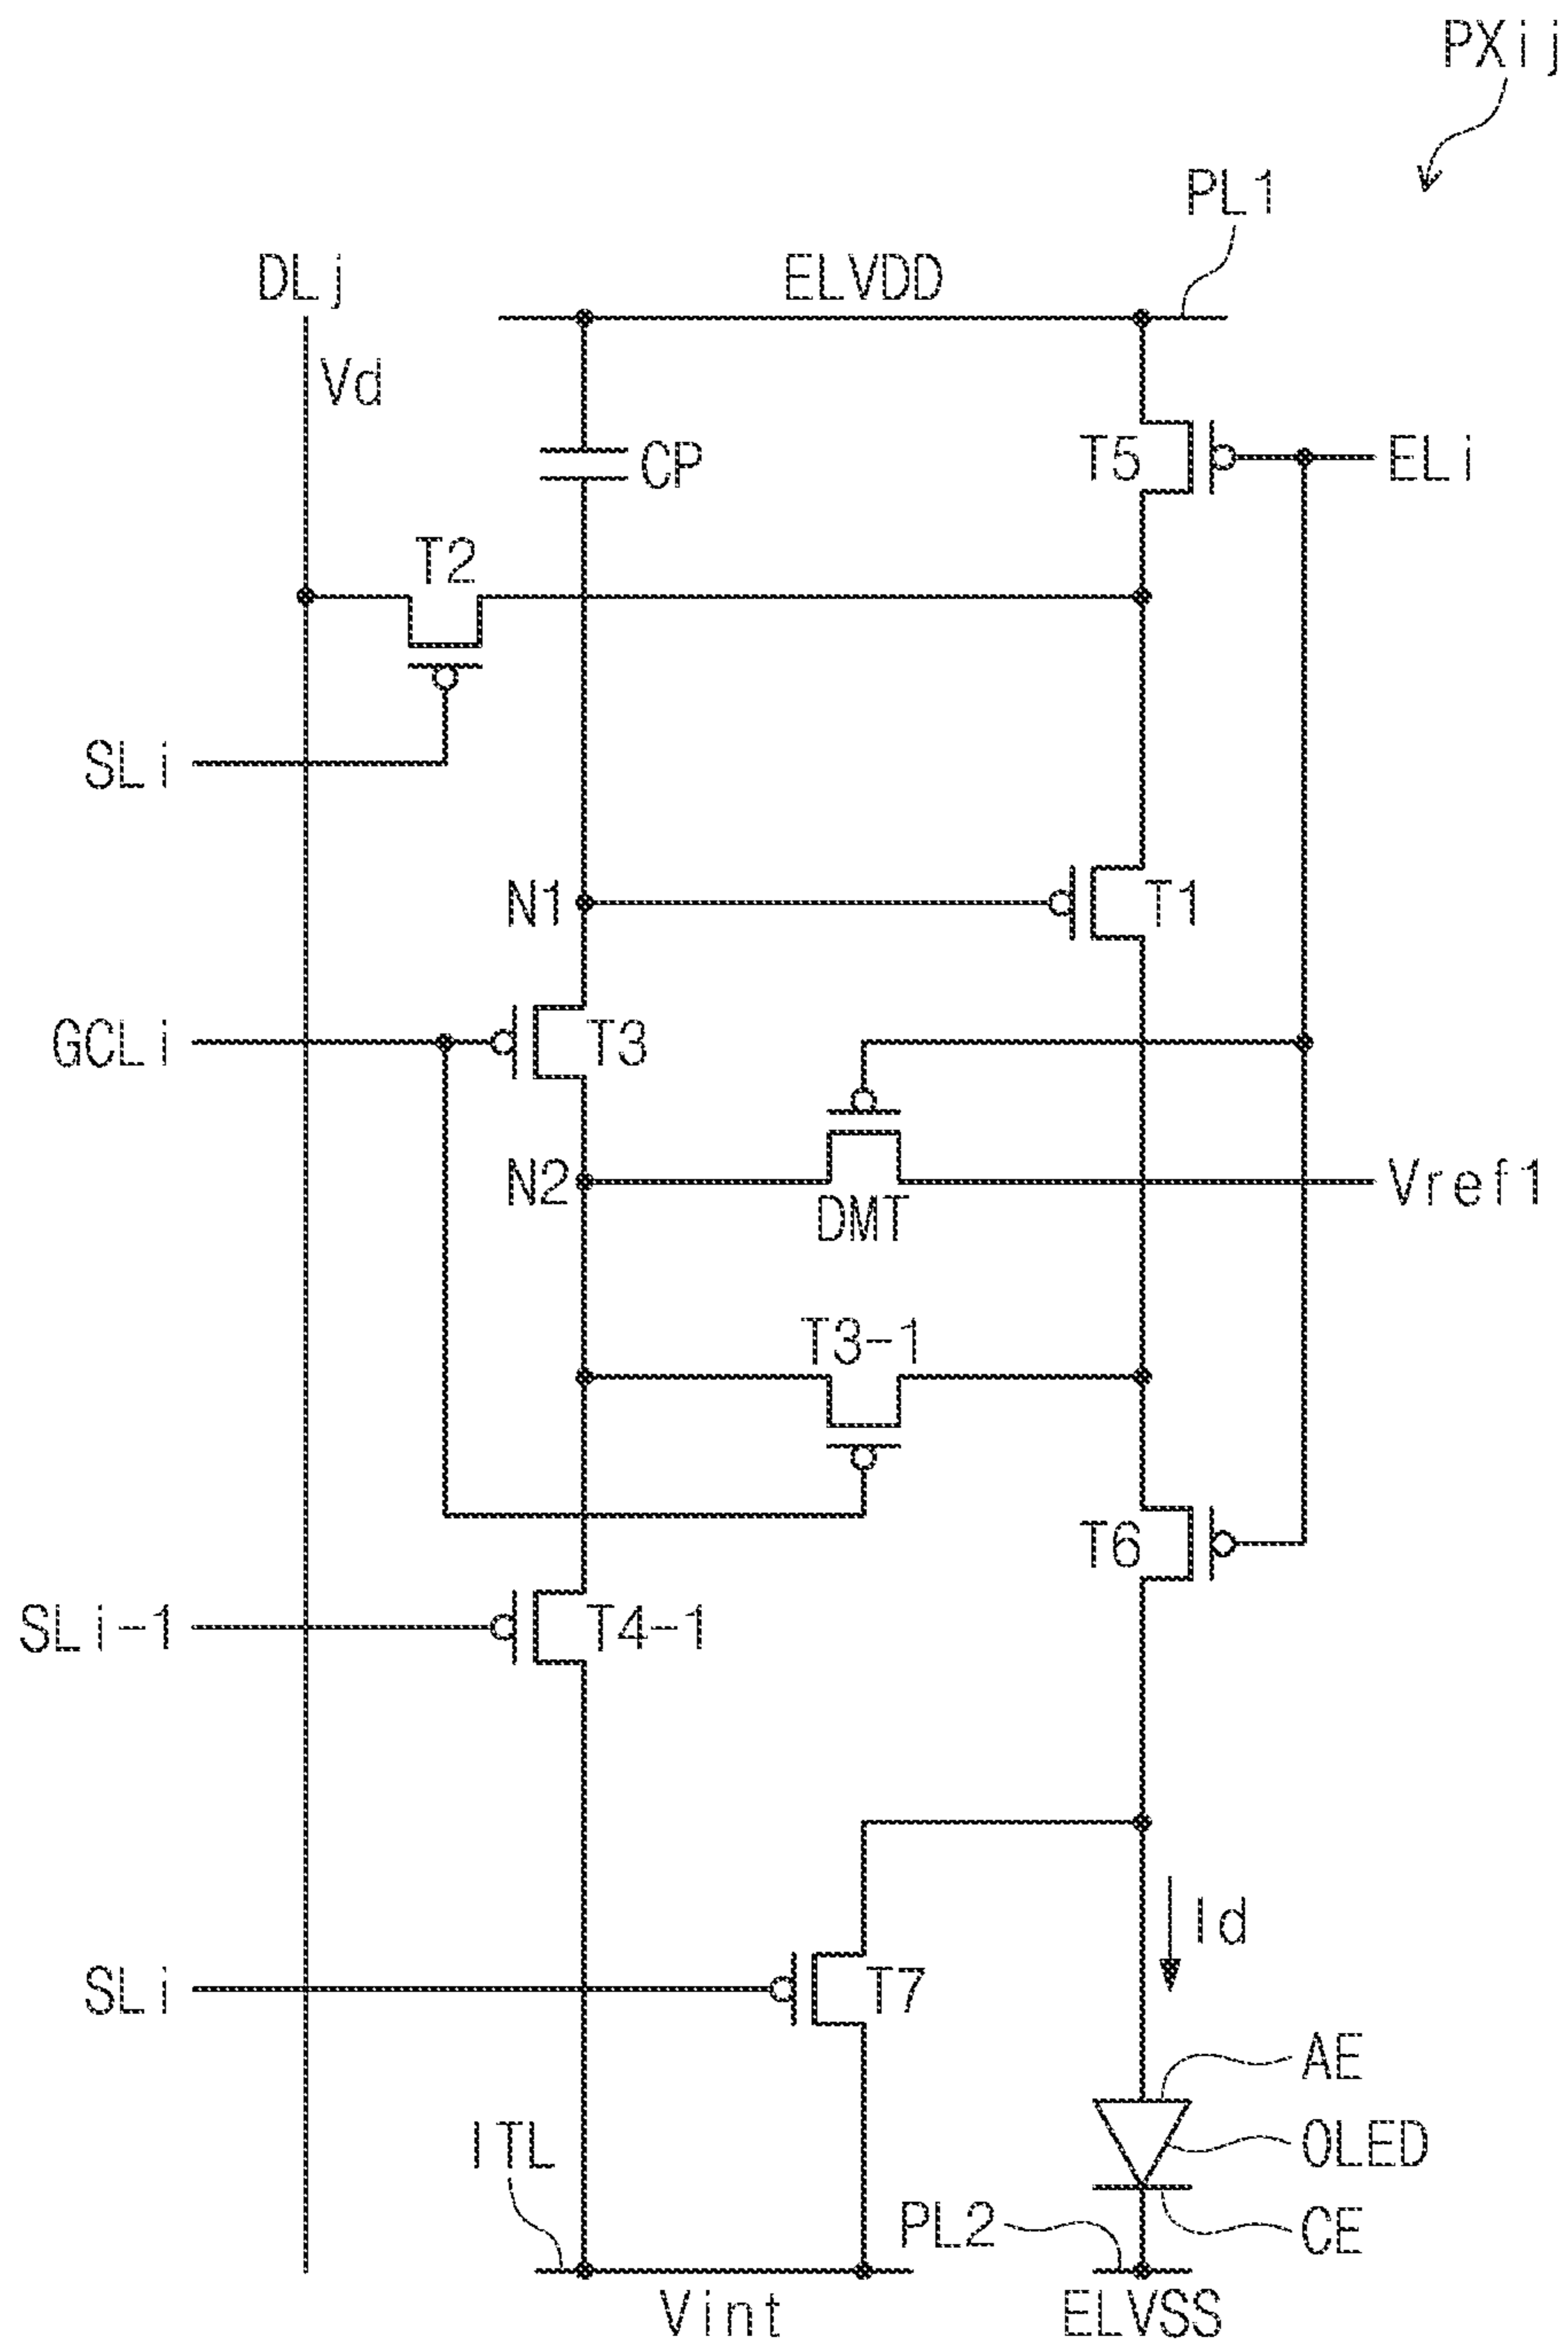 PXij
PL1
DLj
ELVDD
Vd
CP
T5
ELi
T2
SLi
N1
T1
GCLi
T3
N2
DMT
Vref1
T3-1
T6
SLi-1
T4-1
Id
SLi
T7
AE
ITL
OLED
PL2
CE
Vint
ELVSS